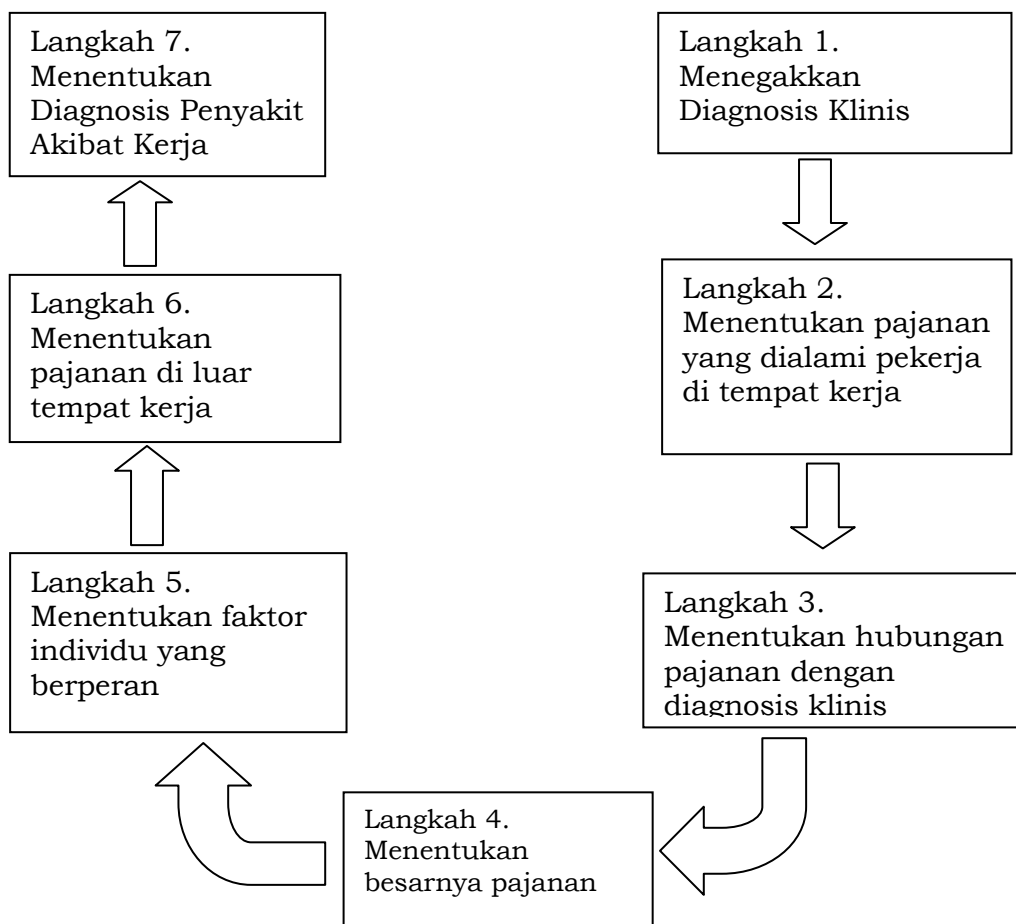 Langkah 7.
Menentukan
Diagnosis Penyakit
Akibat Kerja
Langkah 1.
Menegakkan
Diagnosis Klinis
Langkah 6.
Menentukan
pajanan di luar
tempat kerja
Langkah 2.
Menentukan pajanan
yang dialami pekerja
di tempat kerja
Langkah 5.
Menentukan faktor
individu yang
berperan
Langkah 3.
Menentukan hubungan
pajanan dengan
diagnosis klinis
Langkah 4.
Menentukan
besarnya pajanan